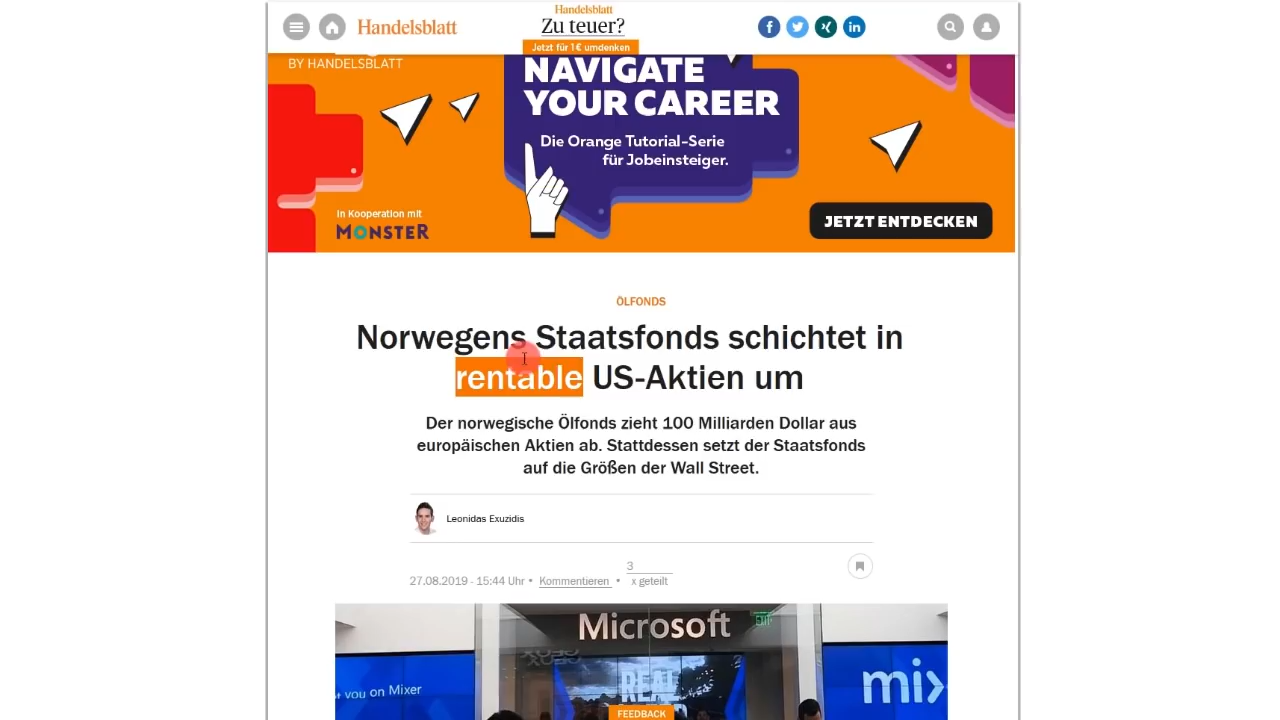 Handelsblatt
Handelsblatt
Zu teuer?
Jetzt für 1 € umdenken
BY HANDELSBLATT
NAVIGATE
YOUR CAREER
Die Orange Tutorial-Serie
für Jobeinsteiger.
In Kooperation mit
MONSTER
JETZT ENTDECKEN
ÖLFONDS
Norwegens Staatsfonds schichtet in
rentable US-Aktien um
Der norwegische Ölfonds zieht 100 Milliarden Dollar aus
europäischen Aktien ab. Stattdessen setzt der Staatsfonds
auf die Größen der Wall Street.
Leonidas Exuzidis
27.08.2019 - 15:44 Uhr • Kommentieren • 3 x geteilt
Microsoft
EXIT
you on Mixer
REAL
mix
FEEDBACK